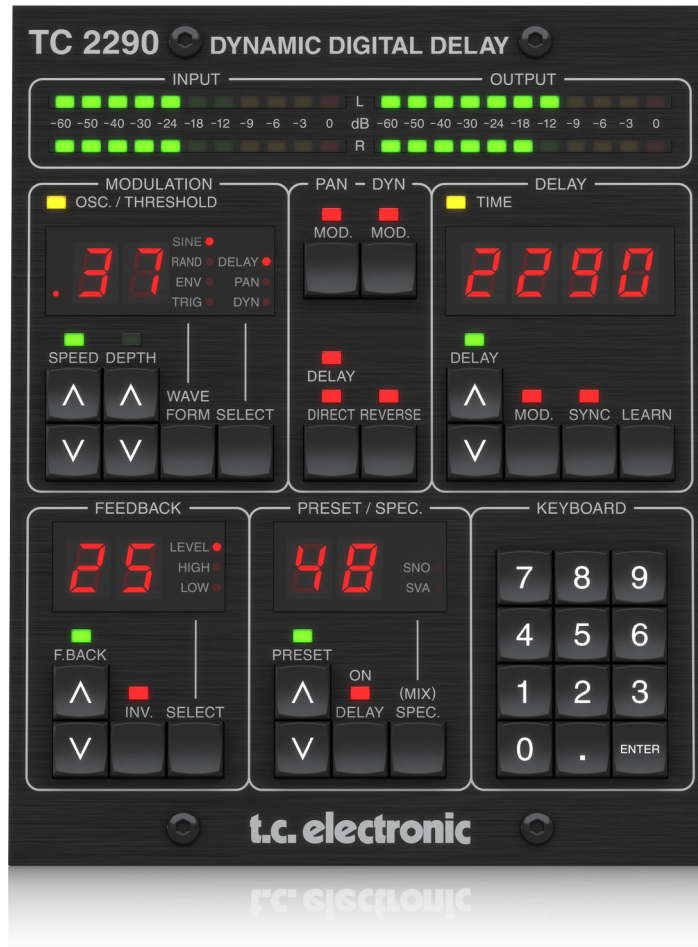 TC 2290 DYNAMIC DIGITAL DELAY
INPUT OUTPUT
L
-60 -50 -40 -30 -24 -18 -12 -9 -6 -3 0 dB -60 -50 -40 -30 -24 -18 -12 -9 -6 -3 0
R
MODULATION PAN – DYN DELAY
OSC. / THRESHOLD
MOD. MOD.
TIME
.37
SINE
RAND DELAY
ENV PAN
TRIG DYN
2290
SPEED DEPTH
WAVE
FORM SELECT
DELAY
DIRECT REVERSE
DELAY
MOD. SYNC LEARN
FEEDBACK PRESET / SPEC. KEYBOARD
25
LEVEL
HIGH
LOW
48
SNO
SVA
F.BACK
INV. SELECT
PRESET
ON
DELAY
(MIX)
SPEC.
7 8 9
4 5 6
1 2 3
0 . ENTER
t.c. electronic